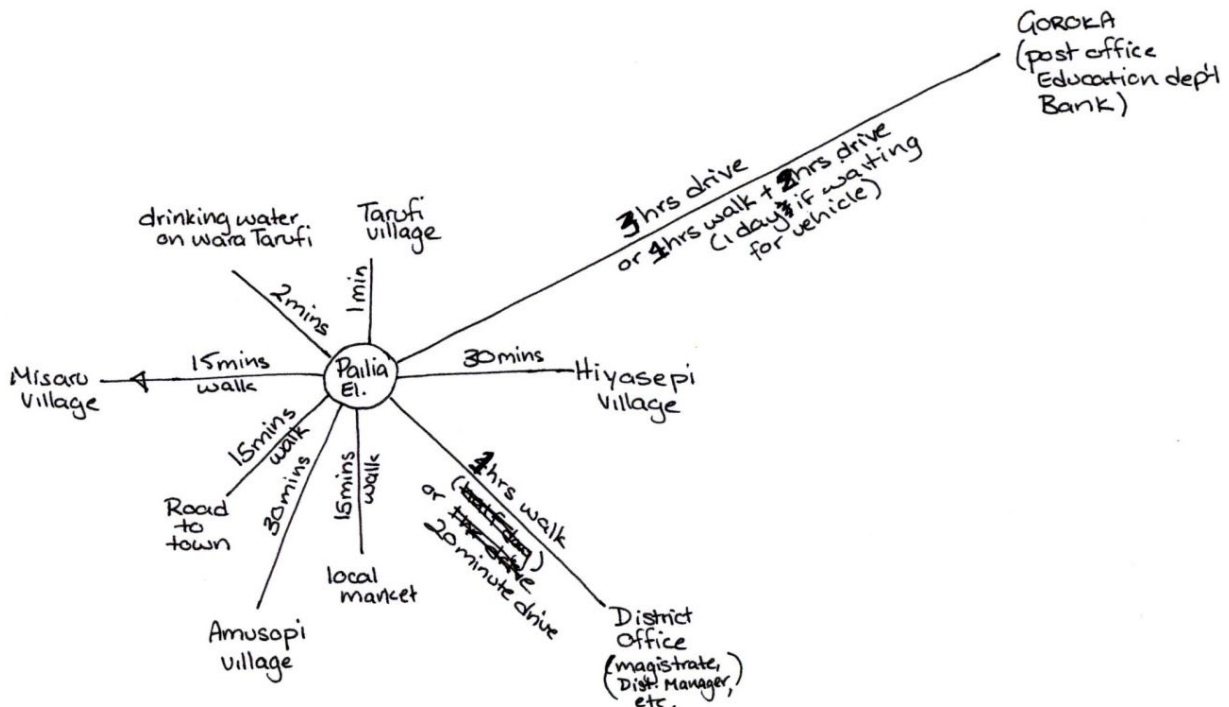 GOROKA
(post office
Education dep't
Bank)
3hrs drive
or 4hrs walk + 2hrs drive
(1 day if waiting
for vehicle)
drinking water
on wara Tarufi
2mins
Tarufi
village
1min
Misaru
village
15mins
walk
Pailia
El.
30mins
Hiyasepi
village
15mins
walk
Road
to
town
30mins
Amusopi
village
15mins
walk
local
market
hrs walk
or
20 minute drive
District
Office
(magistrate,
Dist. Manager,
etc.